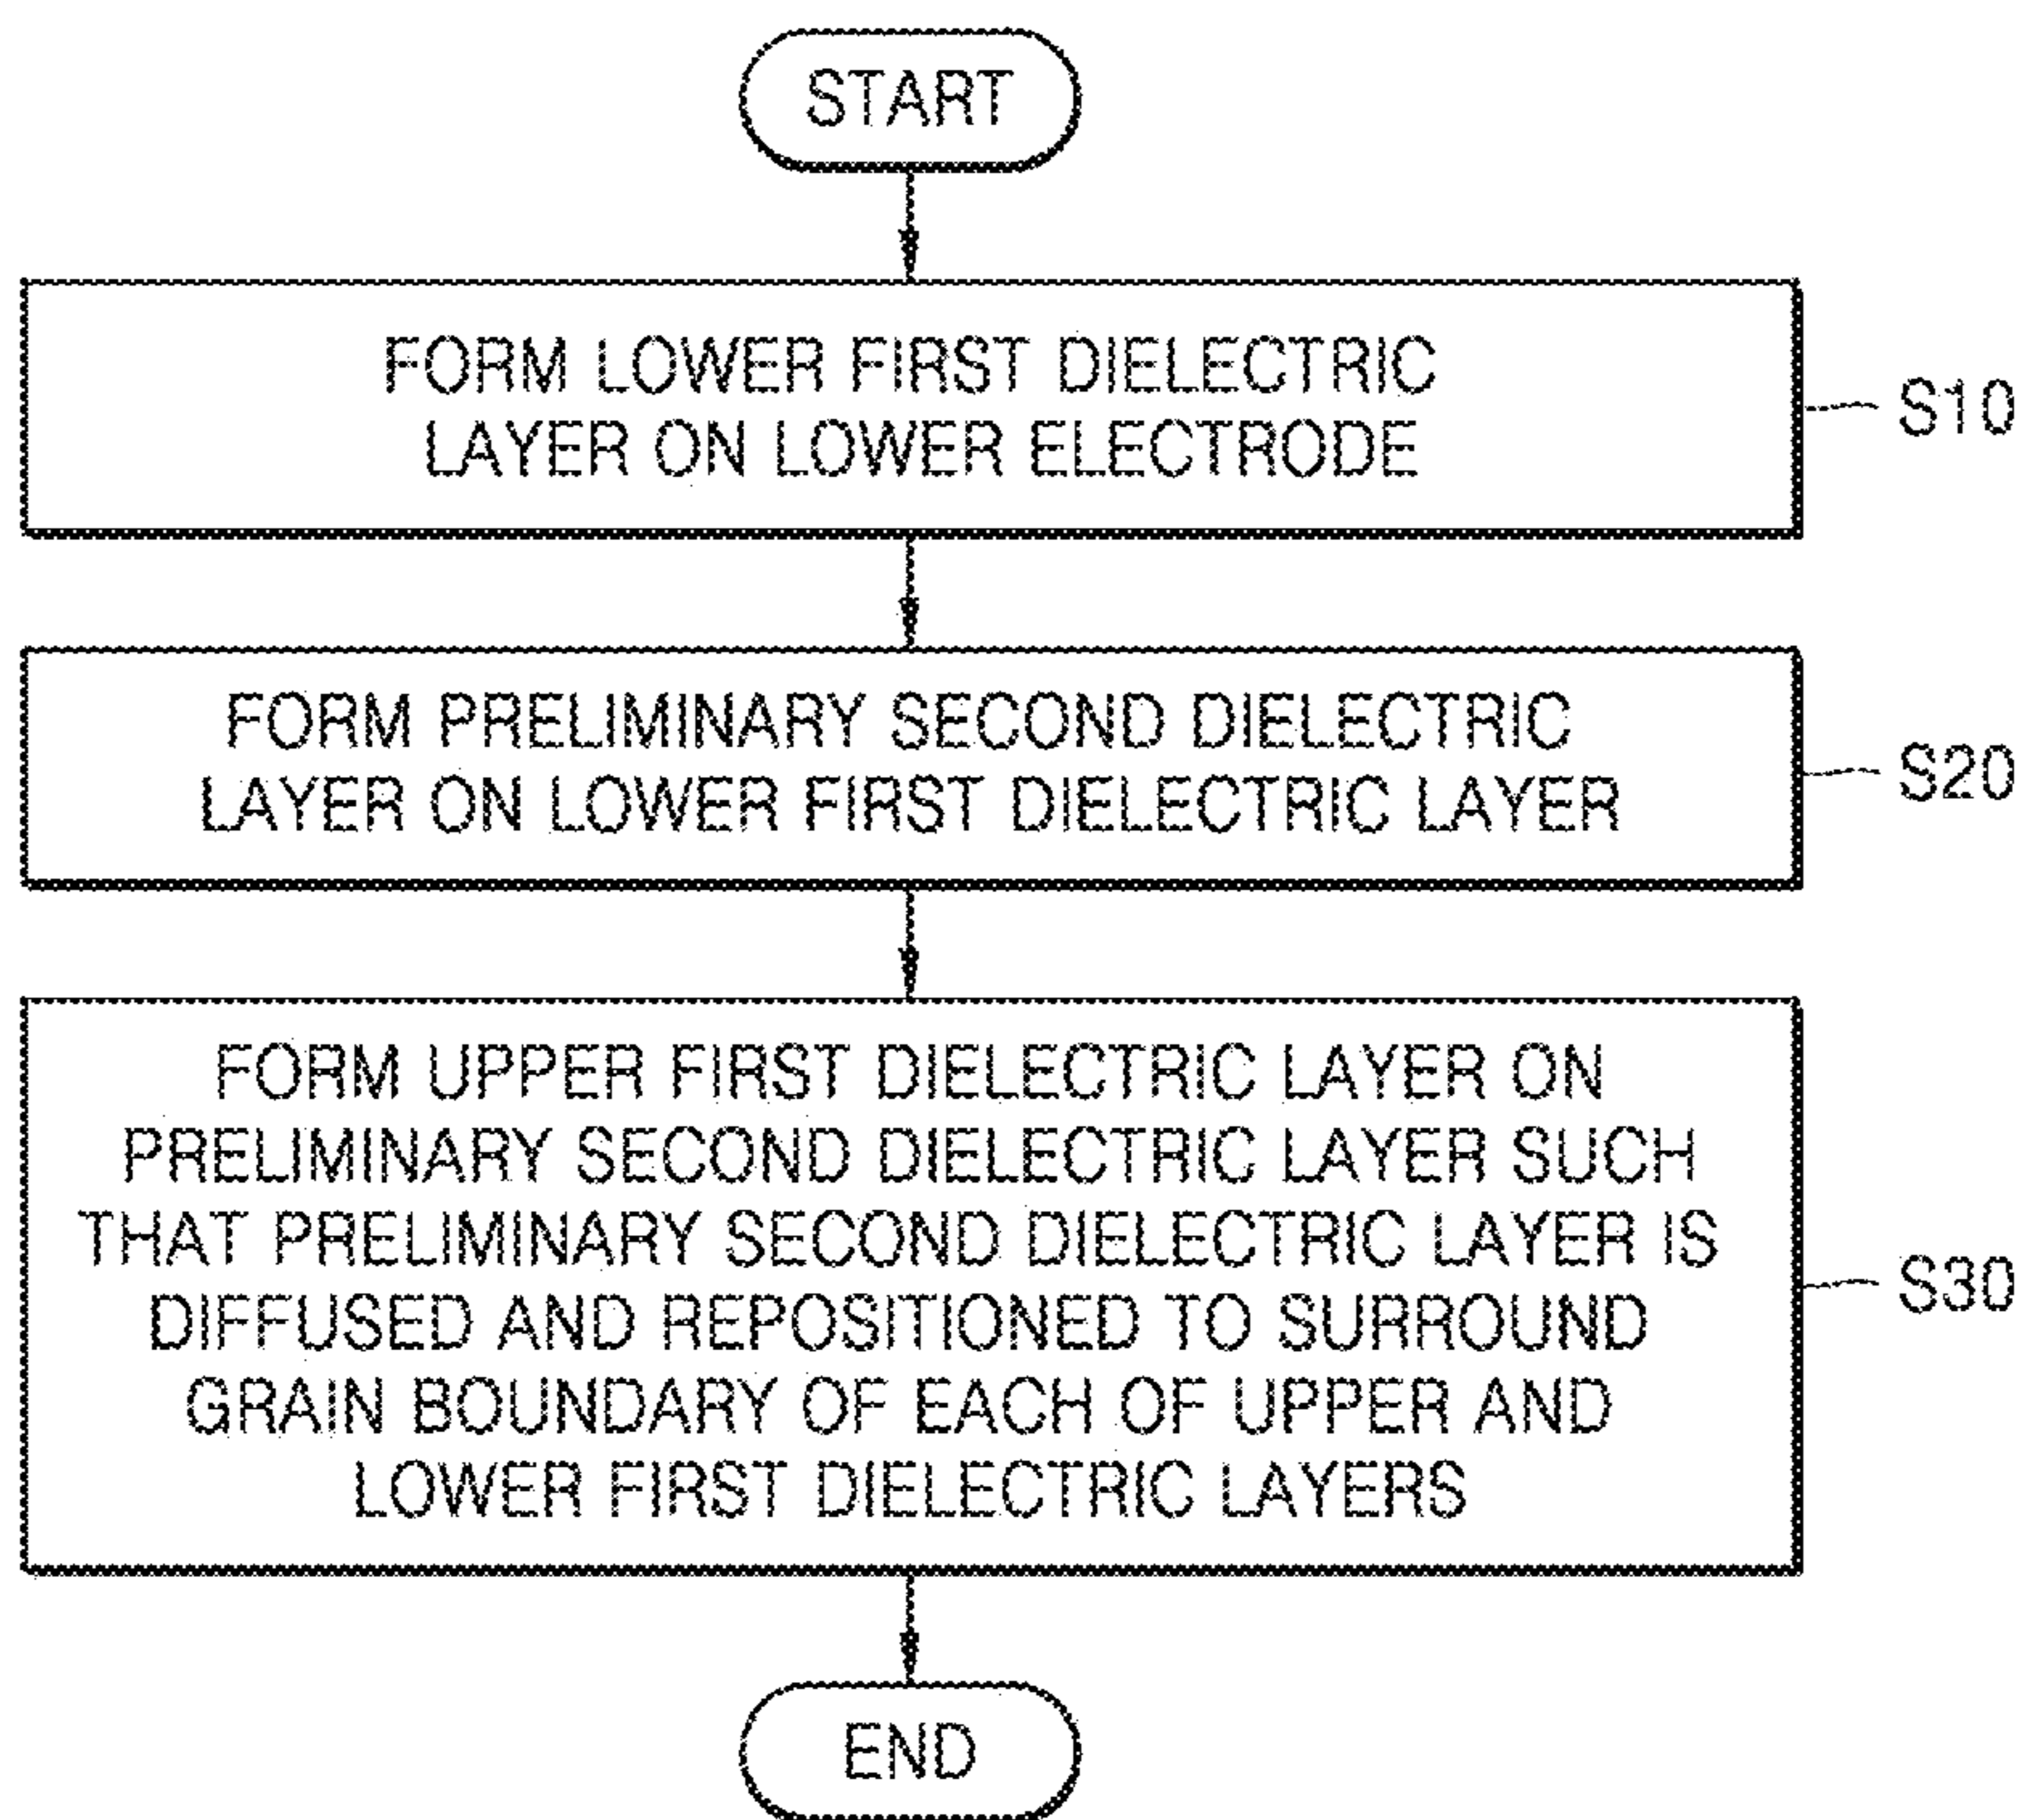 START
FORM LOWER FIRST DIELECTRIC
LAYER ON LOWER ELECTRODE
S10
FORM PRELIMINARY SECOND DIELECTRIC
LAYER ON LOWER FIRST DIELECTRIC LAYER
S20
FORM UPPER FIRST DIELECTRIC LAYER ON
PRELIMINARY SECOND DIELECTRIC LAYER SUCH
THAT PRELIMINARY SECOND DIELECTRIC LAYER IS
DIFFUSED AND REPOSITIONED TO SURROUND
GRAIN BOUNDARY OF EACH OF UPPER AND
LOWER FIRST DIELECTRIC LAYERS
S30
END